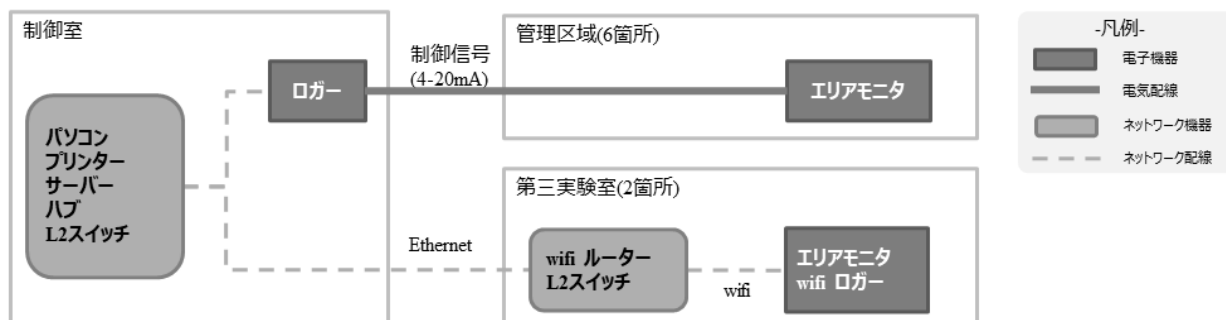 制御室
パソコン
プリンター
サーバー
ハブ
L2スイッチ
ロガー
制御信号
(4-20mA)
管理区域(6箇所)
エリアモニタ
Ethernet
第三実験室(2箇所)
wifi ルーター
L2スイッチ
wifi
エリアモニタ
wifi ロガー
-凡例-
電子機器
電気配線
ネットワーク機器
ネットワーク配線